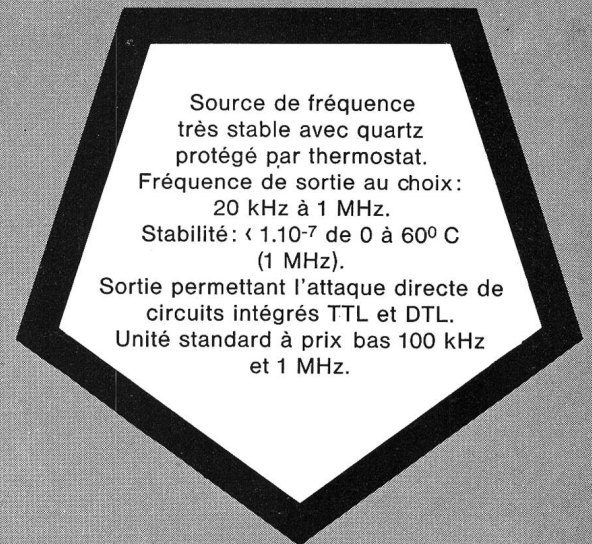 Source de fréquence
très stable avec quartz
protégé par thermostat.
Fréquence de sortie au choix:
20 kHz à 1 MHz.
Stabilité: ‹ 1.10⁻⁷ de 0 à 60⁰ C
(1 MHz).
Sortie permettant l'attaque directe de
circuits intégrés TTL et DTL.
Unité standard à prix bas 100 kHz
et 1 MHz.